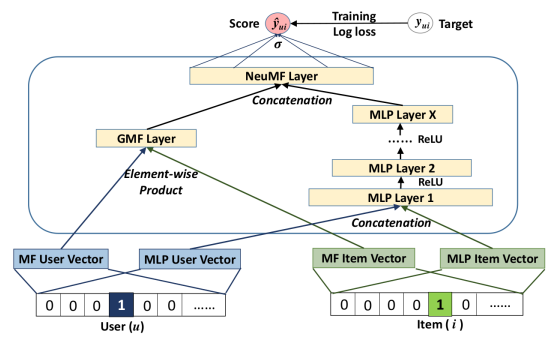 Score ŷui Training yui Target
Log loss
σ
NeuMF Layer
Concatenation
MLP Layer X
GMF Layer
...... ReLU
Element-wise
Product
MLP Layer 2
ReLU
MLP Layer 1
Concatenation
MF User Vector MLP User Vector MF Item Vector MLP Item Vector
0 0 0 1 0 0 ...... 0 0 0 0 1 0 ......
User (u) Item ( i )